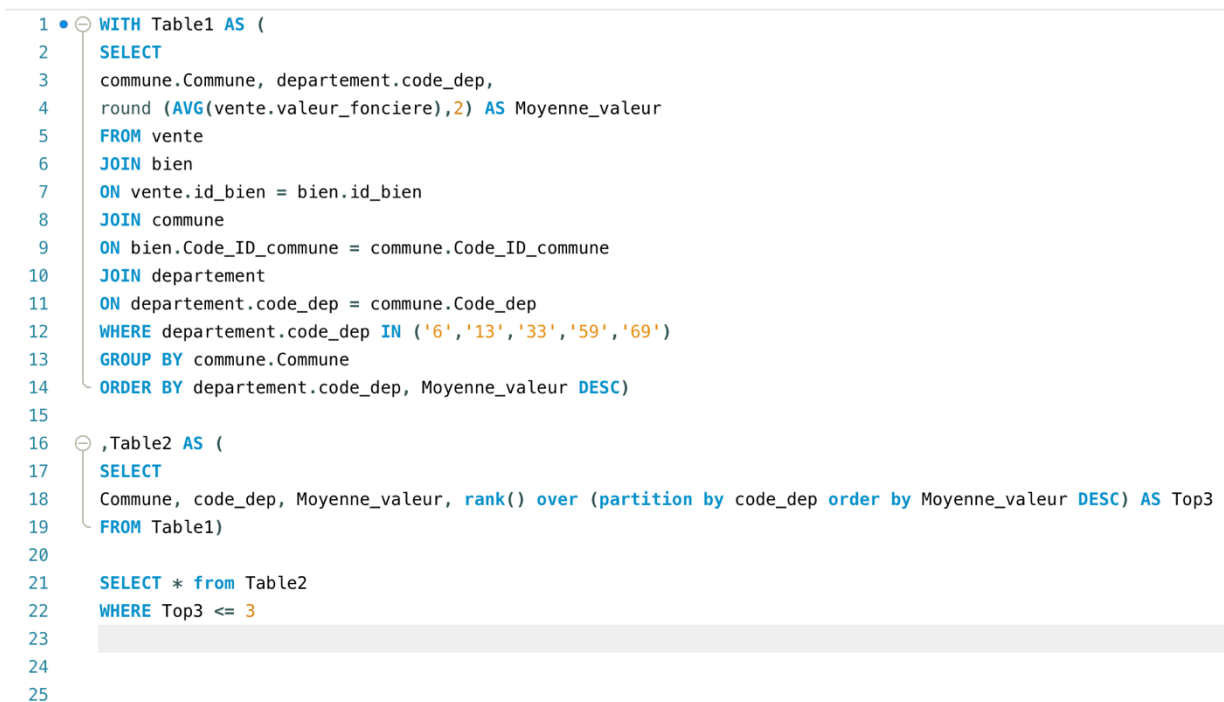 1 WITH Table1 AS (
2 SELECT
3 commune.Commune, departement.code_dep,
4 round (AVG(vente.valeur_fonciere),2) AS Moyenne_valeur
5 FROM vente
6 JOIN bien
7 ON vente.id_bien = bien.id_bien
8 JOIN commune
9 ON bien.Code_ID_commune = commune.Code_ID_commune
10 JOIN departement
11 ON departement.code_dep = commune.Code_dep
12 WHERE departement.code_dep IN ('6','13','33','59','69')
13 GROUP BY commune.Commune
14 ORDER BY departement.code_dep, Moyenne_valeur DESC)
15
16 ,Table2 AS (
17 SELECT
18 Commune, code_dep, Moyenne_valeur, rank() over (partition by code_dep order by Moyenne_valeur DESC) AS Top3
19 FROM Table1)
20
21 SELECT * from Table2
22 WHERE Top3 <= 3
23
24
25